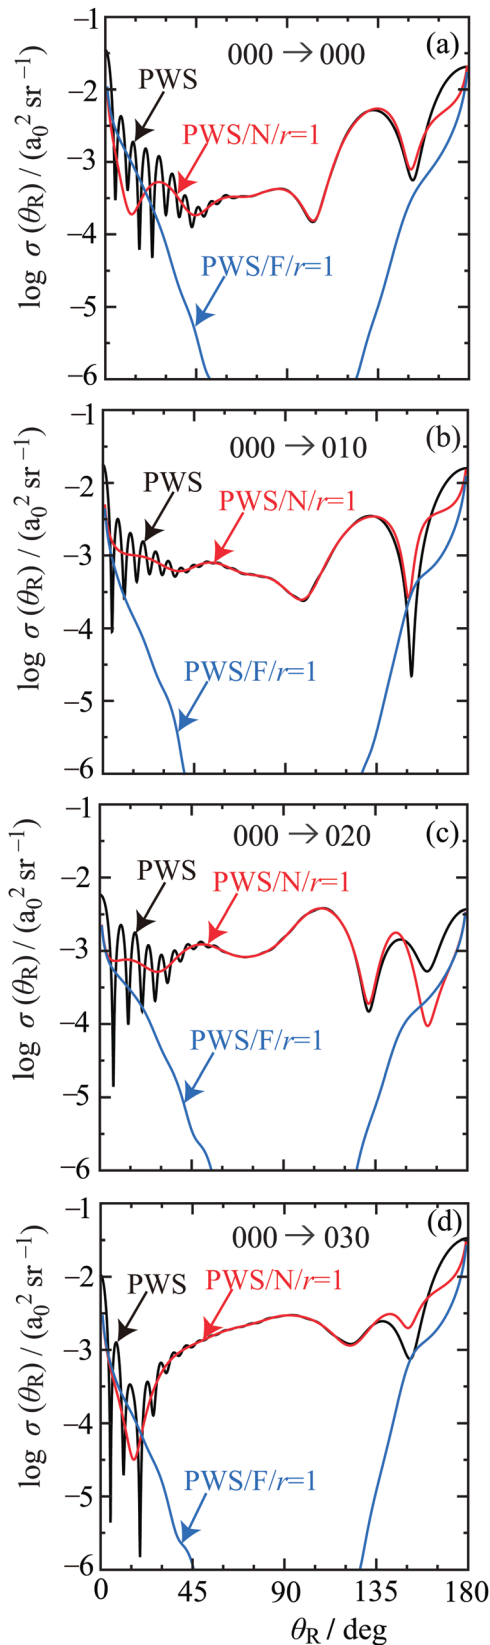 (a)
000 → 000
PWS
PWS/N/r=1
PWS/F/r=1
log σ (θR) / (a0² sr⁻¹)
−1
−2
−3
−4
−5
−6
(b)
000 → 010
PWS
PWS/N/r=1
PWS/F/r=1
log σ (θR) / (a0² sr⁻¹)
−1
−2
−3
−4
−5
−6
(c)
000 → 020
PWS
PWS/N/r=1
PWS/F/r=1
log σ (θR) / (a0² sr⁻¹)
−1
−2
−3
−4
−5
−6
(d)
000 → 030
PWS
PWS/N/r=1
PWS/F/r=1
log σ (θR) / (a0² sr⁻¹)
−1
−2
−3
−4
−5
−6
0 45 90 135 180
θR / deg